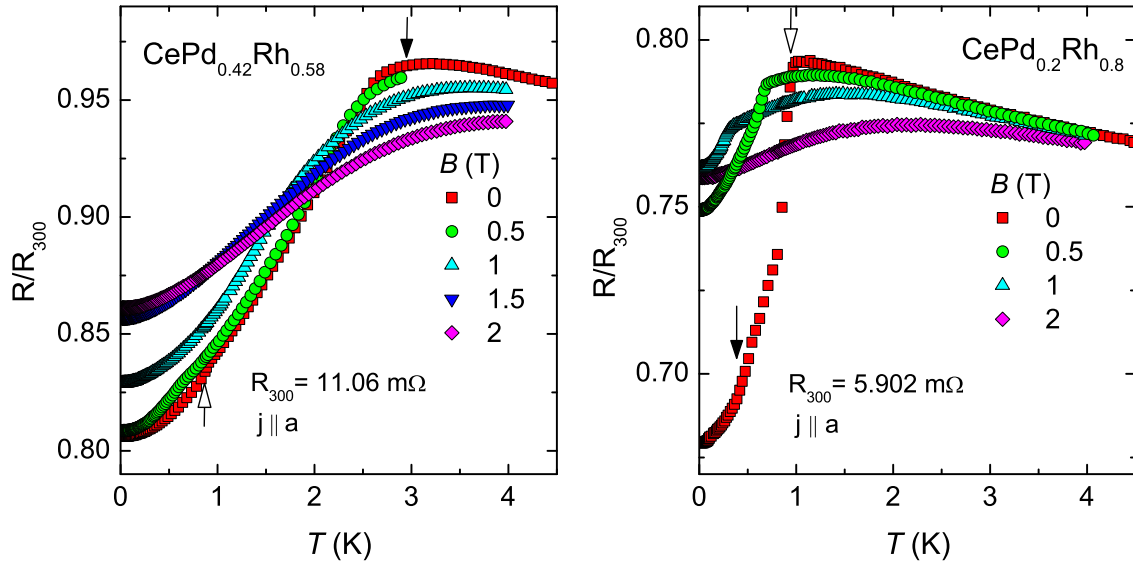 CePd0.42Rh0.58
R/R300
0.95
0.90
0.85
0.80
B (T)
0
0.5
1
1.5
2
R300= 11.06 mΩ
j || a
0 1 2 3 4
T (K)
CePd0.2Rh0.8
R/R300
0.80
0.75
0.70
B (T)
0
0.5
1
2
R300= 5.902 mΩ
j || a
0 1 2 3 4
T (K)